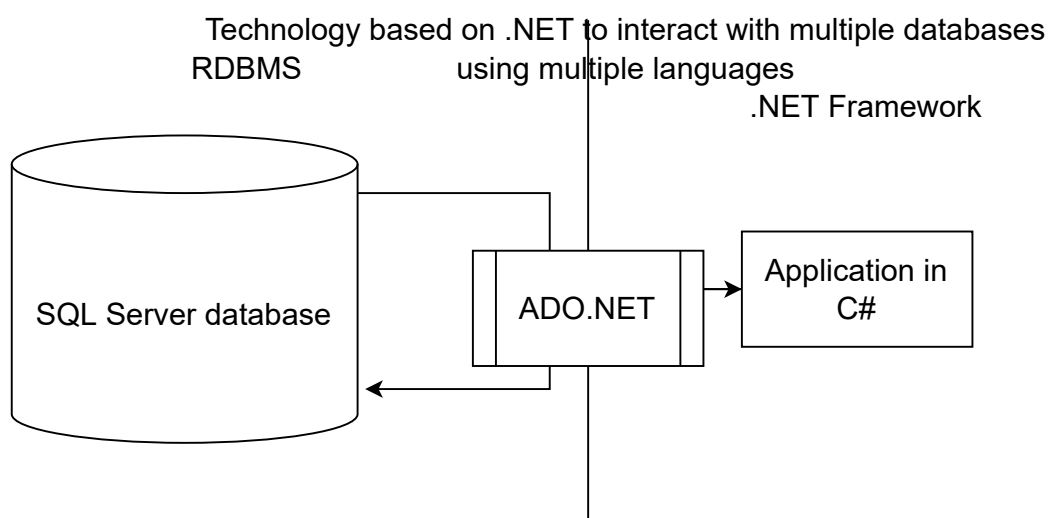 Technology based on .NET to interact with multiple databases
RDBMS using multiple languages
.NET Framework
SQL Server database
ADO.NET
Application in
C#